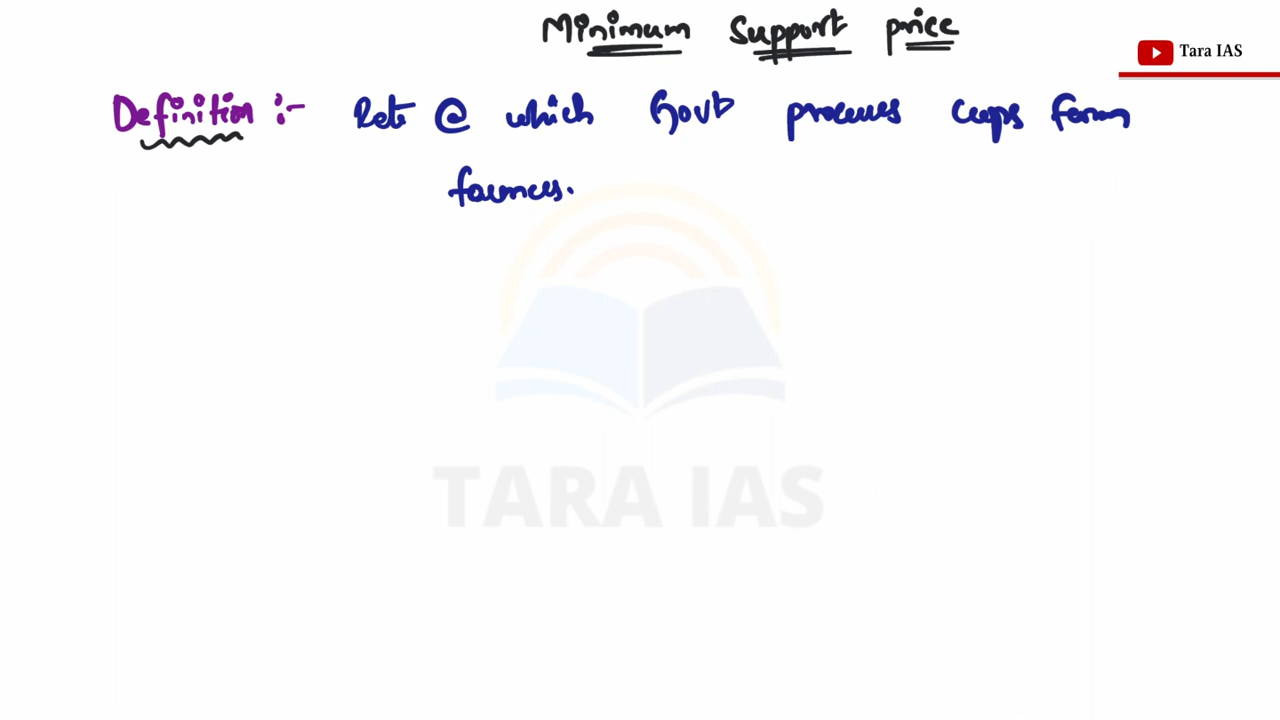 Minimum Support price
Tara IAS
Definition :- Rate @ which Govt procures crops from
farmers.
TARA IAS